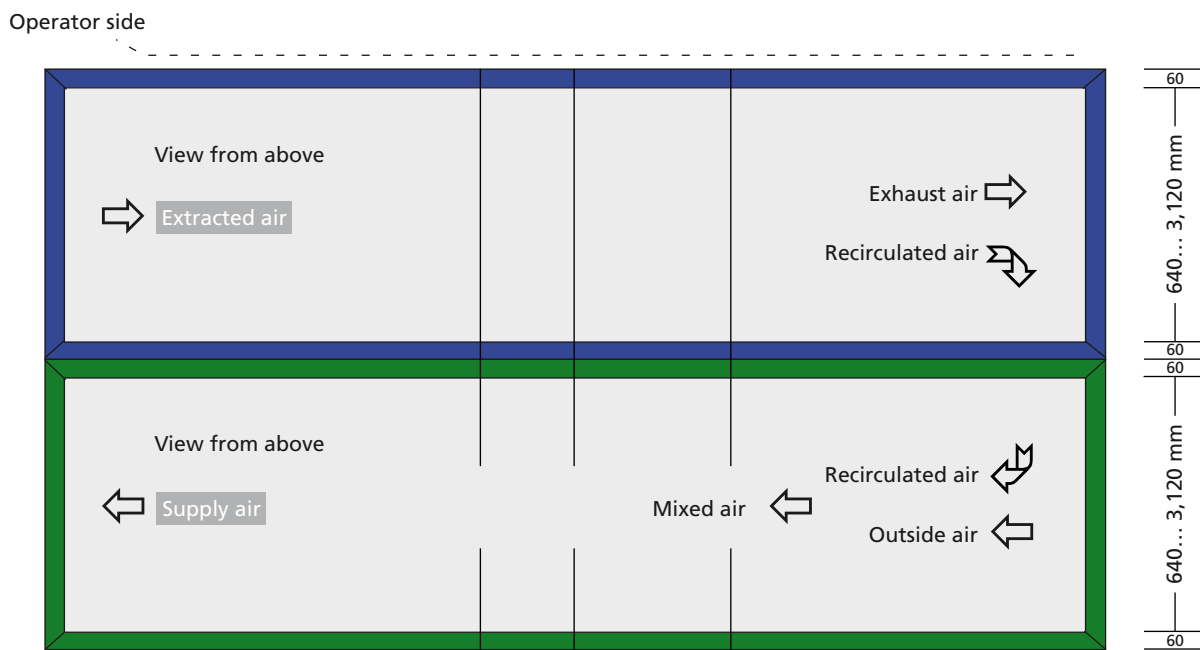 Operator side
60
View from above
Extracted air
Exhaust air
Recirculated air
640... 3,120 mm
60
60
View from above
Supply air
Mixed air
Recirculated air
Outside air
640... 3,120 mm
60